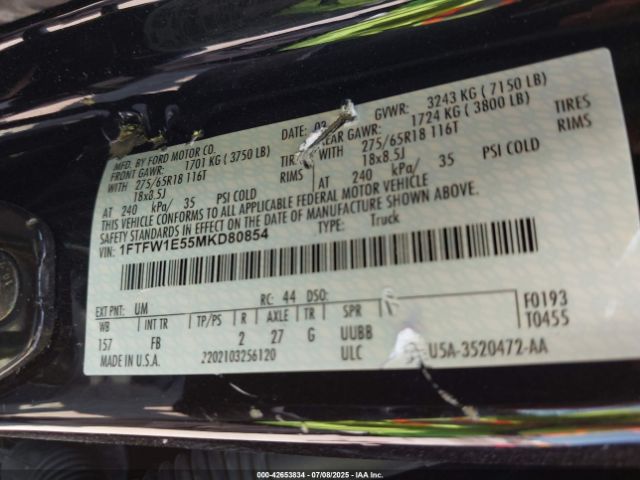 MFD. BY FORD MOTOR CO.
DATE: 03
GVWR: 3243 KG ( 7150 LB)
FRONT GAWR: 1701 KG ( 3750 LB)
REAR GAWR: 1724 KG ( 3800 LB)
WITH 275/65R18 116T
275/65R18 116T TIRES
18x8.5J RIMS
18x8.5J RIMS
AT 240 kPa/ 35 PSI COLD
AT 240 kPa/ 35 PSI COLD
THIS VEHICLE CONFORMS TO ALL APPLICABLE FEDERAL MOTOR VEHICLE
SAFETY STANDARDS IN EFFECT ON THE DATE OF MANUFACTURE SHOWN ABOVE.
VIN: 1FTFW1E55MKD80854
TYPE: Truck
EXT PNT: UM RC: 44 DSO: F0193
WB INT TR TP/PS R AXLE TR SPR T0455
157 FB 2 27 G UUBB
MADE IN U.S.A. 2202103256120 ULC U5A-3520472-AA
000-42653834 - 07/08/2025 - IAA Inc.